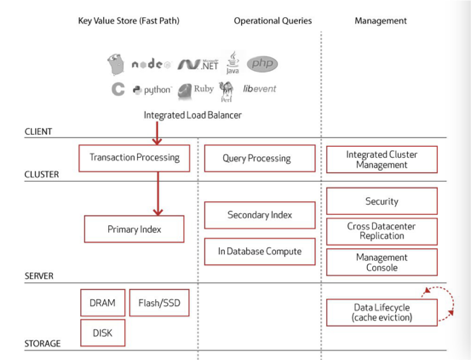 Key Value Store (Fast Path)
Operational Queries
Management
node
.NET
Java
php
C
python
Ruby
Perl
libevent
Integrated Load Balancer
CLIENT
Transaction Processing
Query Processing
Integrated Cluster
Management
CLUSTER
Primary Index
Secondary Index
In Database Compute
Security
Cross Datacenter
Replication
Management
Console
SERVER
DRAM
Flash/SSD
DISK
Data Lifecycle
(cache eviction)
STORAGE